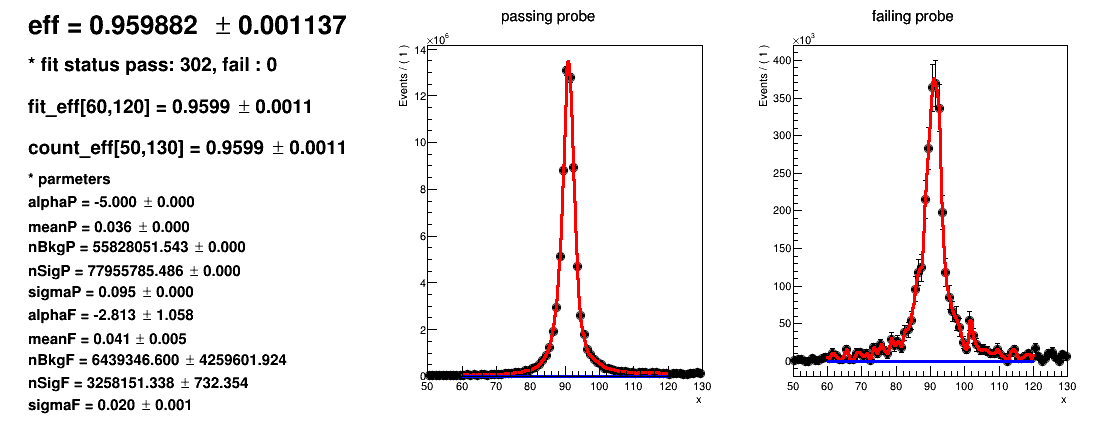 eff = 0.959882 ± 0.001137
* fit status pass: 302, fail : 0
fit_eff[60,120] = 0.9599 ± 0.0011
count_eff[50,130] = 0.9599 ± 0.0011
* parmeters
alphaP = -5.000 ± 0.000
meanP = 0.036 ± 0.000
nBkgP = 55828051.543 ± 0.000
nSigP = 77955785.486 ± 0.000
sigmaP = 0.095 ± 0.000
alphaF = -2.813 ± 1.058
meanF = 0.041 ± 0.005
nBkgF = 6439346.600 ± 4259601.924
nSigF = 3258151.338 ± 732.354
sigmaF = 0.020 ± 0.001
passing probe
×10⁶
Events / ( 1 )
14
12
10
8
6
4
2
0
50 60 70 80 90 100 110 120 130
x
failing probe
×10³
Events / ( 1 )
400
350
300
250
200
150
100
50
0
50 60 70 80 90 100 110 120 130
x